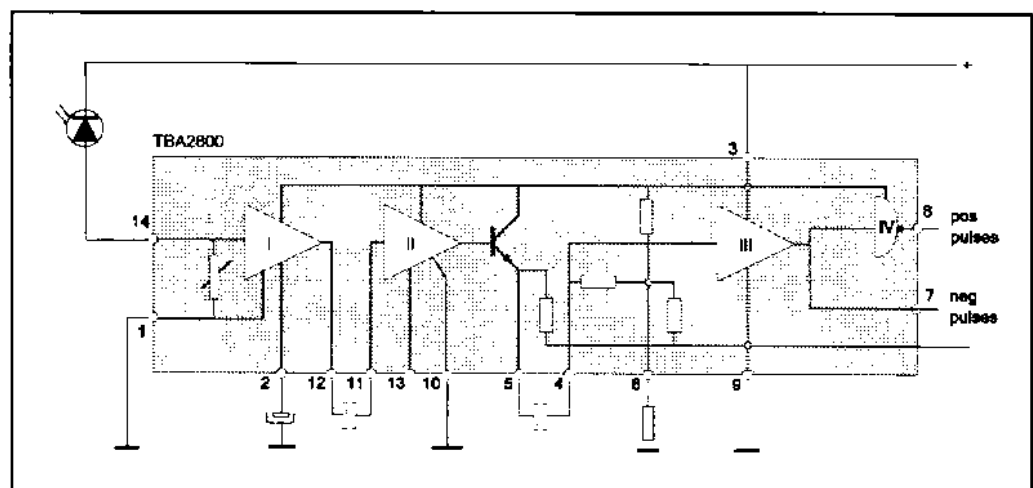 +
TBA2800
3
14
I
II
III
IV
8 pos
pulses
7 neg
pulses
1
2 12 11 13 10 5 4 6 9